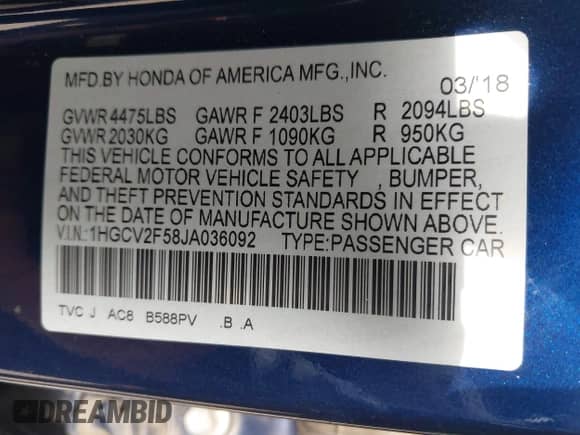 MFD.BY HONDA OF AMERICA MFG.,INC. 03/'18
GVWR 4475LBS GAWR F 2403LBS R 2094LBS
GVWR 2030KG GAWR F 1090KG R 950KG
THIS VEHICLE CONFORMS TO ALL APPLICABLE
FEDERAL MOTOR VEHICLE SAFETY , BUMPER,
AND THEFT PREVENTION STANDARDS IN EFFECT
ON THE DATE OF MANUFACTURE SHOWN ABOVE.
V.I.N.:1HGCV2F58JA036092 TYPE:PASSENGER CAR
TVC J AC8 B588PV .B .A
DREAMBID